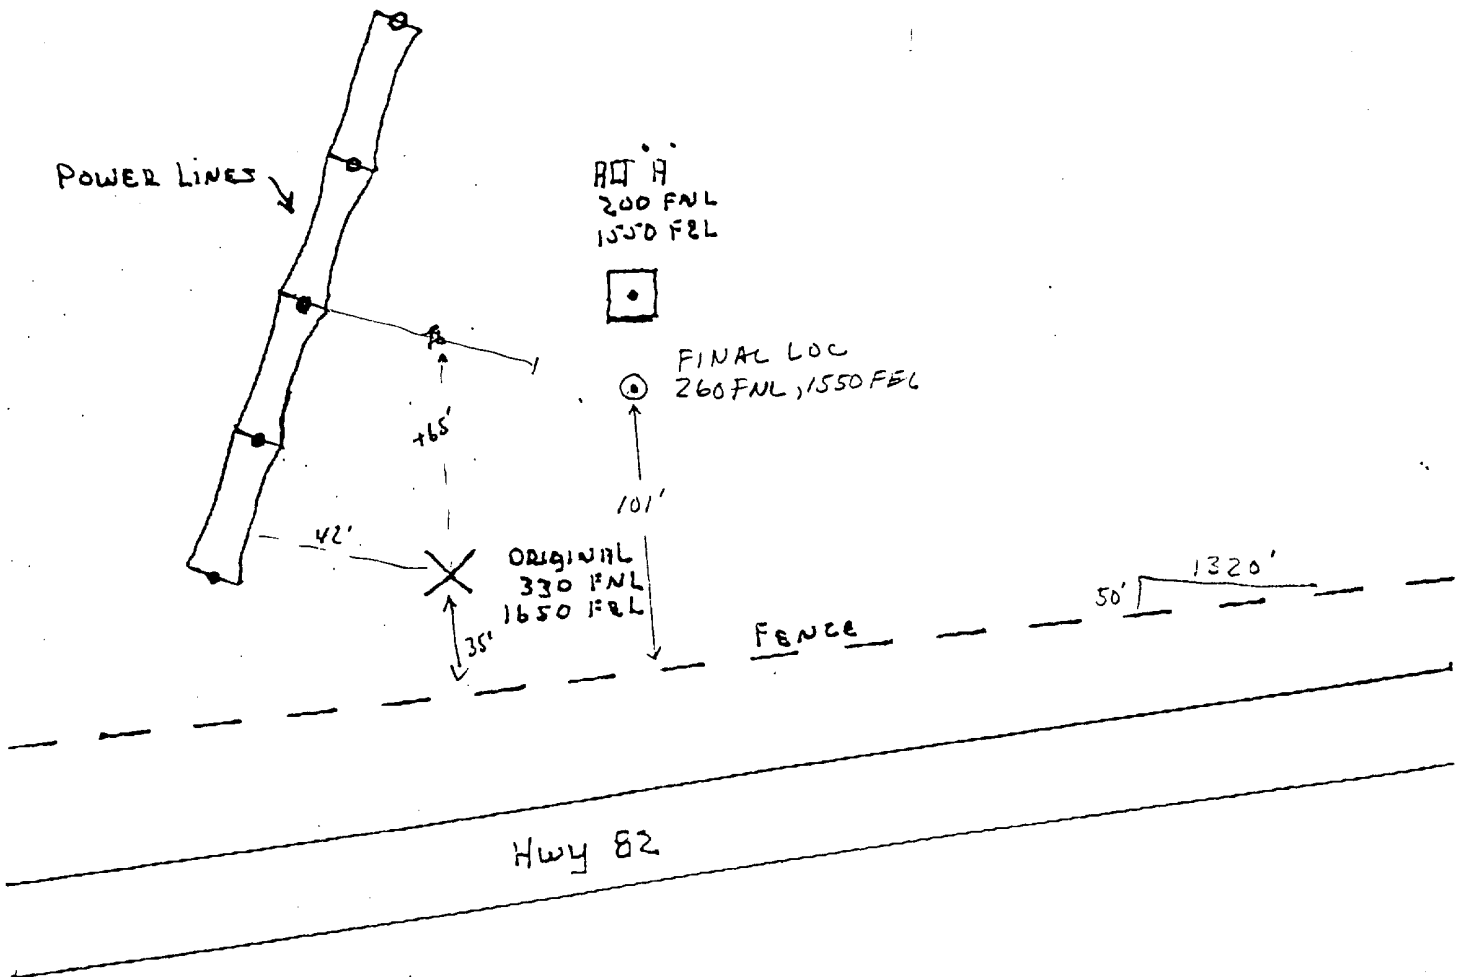 POWER LINES
ALT "A"
200 FNL
1550 FEL
FINAL LOC
260 FNL, 1550 FEL
+65'
101'
42'
ORIGINAL
330 FNL
1650 FEL
35'
FENCE
50'
1320'
Hwy 82